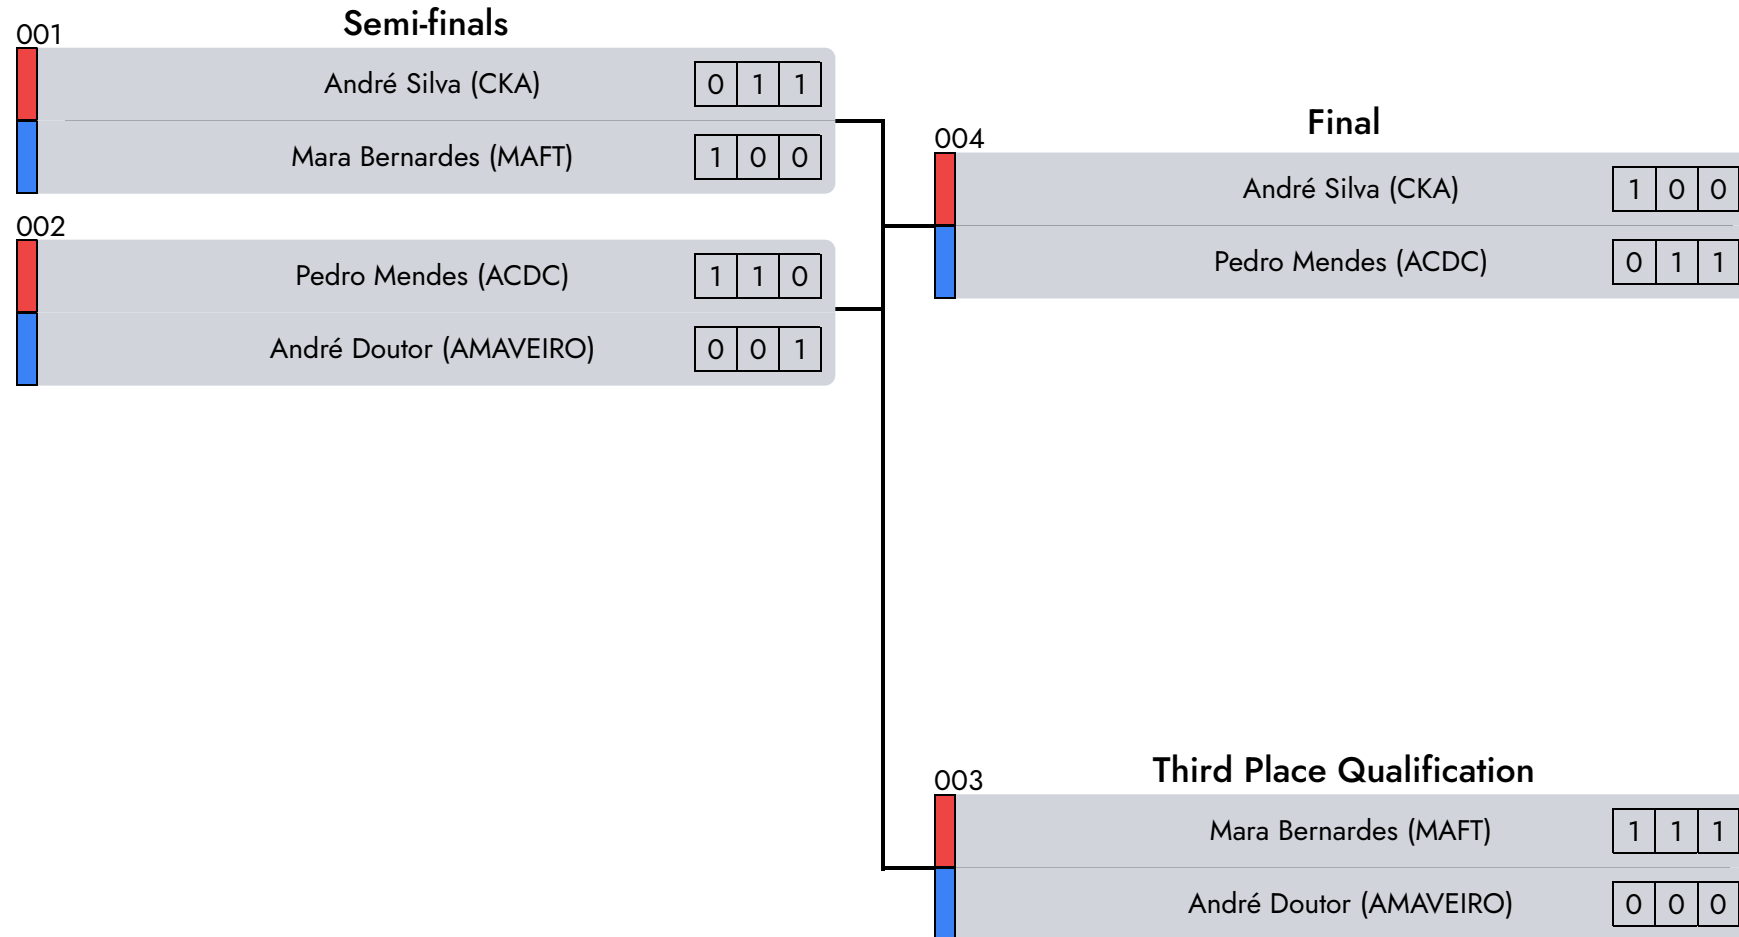 Semi-finals
001
André Silva (CKA) 0 1 1
Mara Bernardes (MAFT) 1 0 0
002
Pedro Mendes (ACDC) 1 1 0
André Doutor (AMAVEIRO) 0 0 1
Final
004
André Silva (CKA) 1 0 0
Pedro Mendes (ACDC) 0 1 1
Third Place Qualification
003
Mara Bernardes (MAFT) 1 1 1
André Doutor (AMAVEIRO) 0 0 0